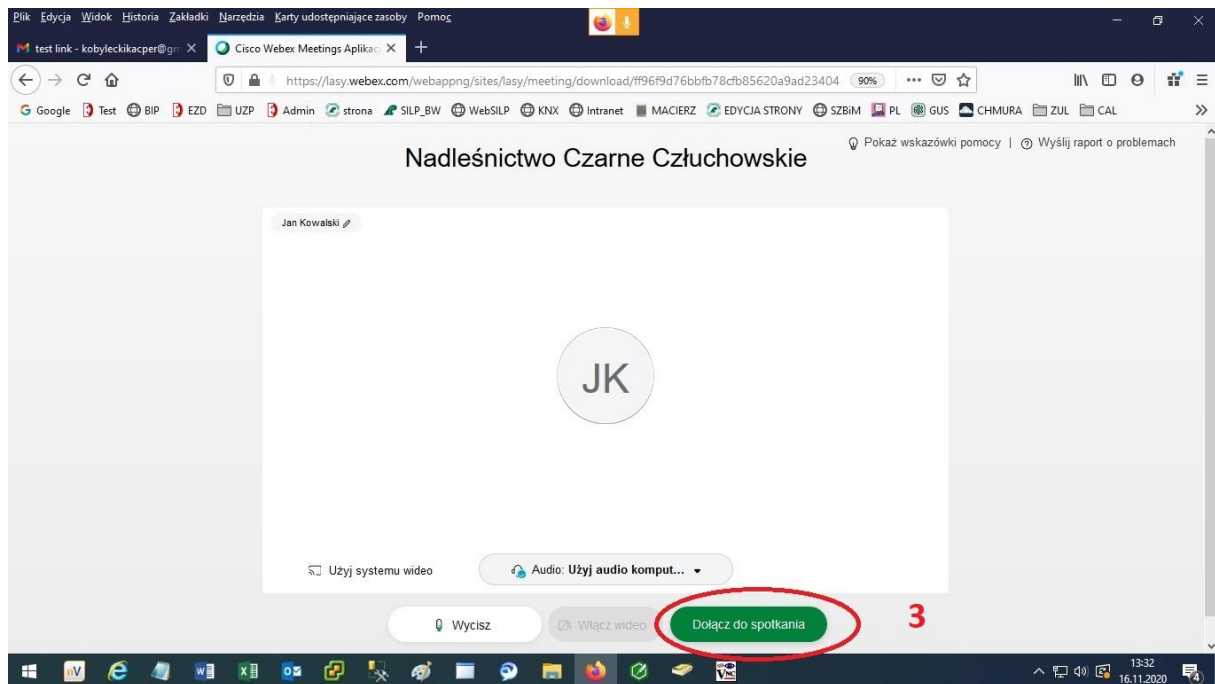 Plik Edycja Widok Historia Zakładki Narzędzia Karty udostępniające zasoby Pomoc
test link - kobyleckikacper@gm
Cisco Webex Meetings Aplikac
https://lasy.webex.com/webappng/sites/lasy/meeting/download/ff96f9d76bbfb78cfb85620a9ad23404 90%
Google Test BIP EZD UZP Admin strona SILP_BW WebSILP KNX Intranet MACIERZ EDYCJA STRONY SZBiM PL GUS CHMURA ZUL CAL
Pokaż wskazówki pomocy | Wyślij raport o problemach
Nadleśnictwo Czarne Człuchowskie
Jan Kowalski
JK
Użyj systemu wideo
Audio: Użyj audio komput...
Wycisz
Włącz wideo
Dołącz do spotkania
3
13:32
16.11.2020